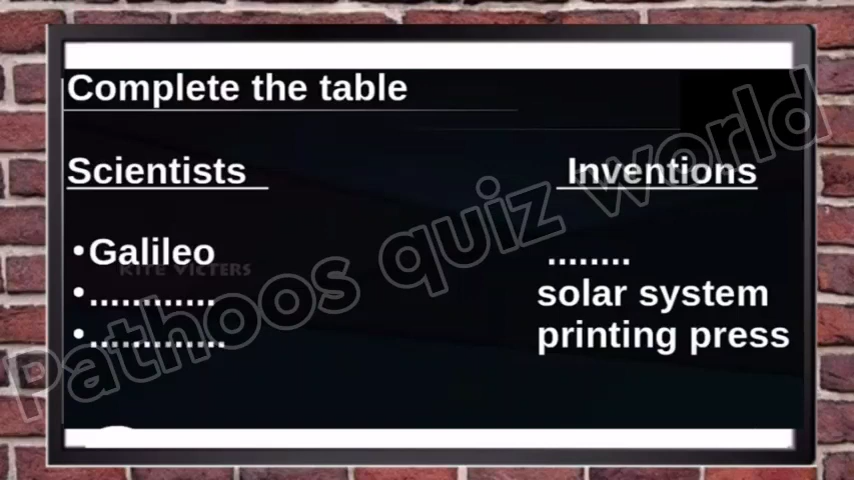 Complete the table
Scientists Inventions
•Galileo ........
•............ solar system
•............. printing press
KITE VICTERS
Pathoos quiz world